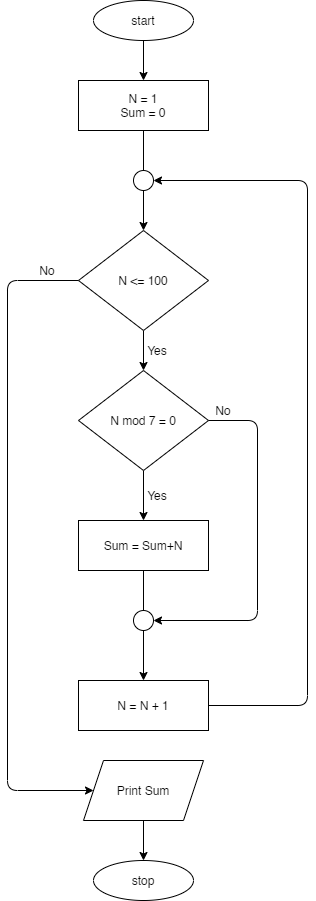 start
N = 1
Sum = 0
No
N <= 100
Yes
N mod 7 = 0
No
Yes
Sum = Sum+N
N = N + 1
Print Sum
stop